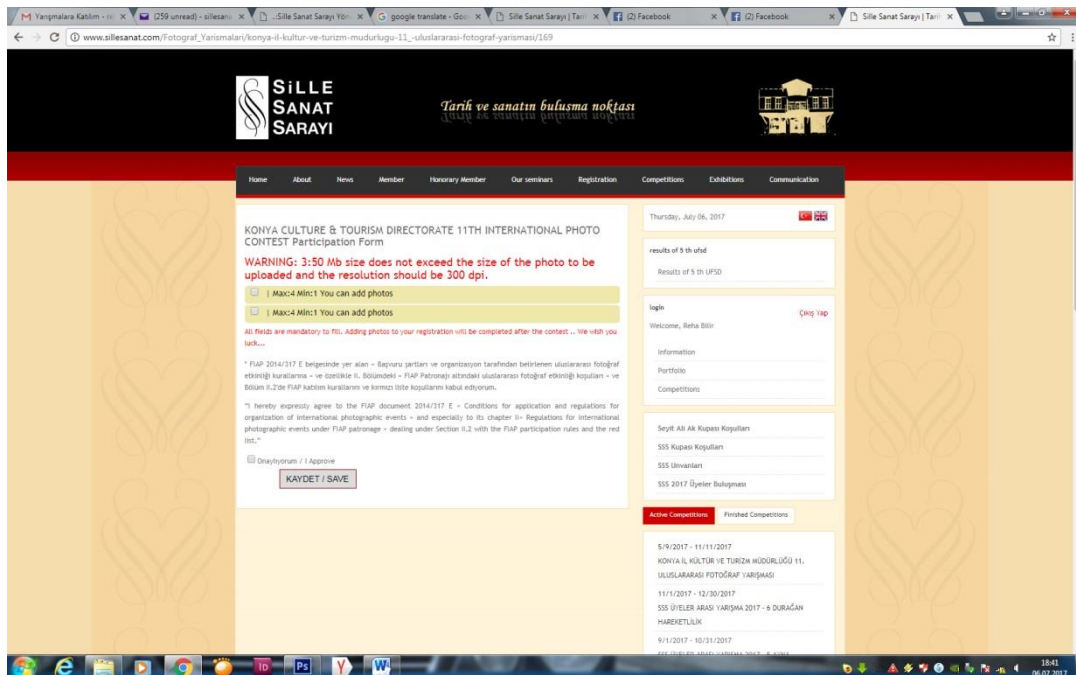 Yarışmalara Katılım - re
(259 unread) - sillesana
..:Sille Sanat Sarayı Yön
google translate - Goo
Sille Sanat Sarayı | Tari
(2) Facebook
(2) Facebook
Sille Sanat Sarayı | Tari
www.sillesanat.com/Fotograf_Yarismalari/konya-il-kultur-ve-turizm-mudurlugu-11_-uluslararasi-fotograf-yarismasi/169
SiLLE
SANAT
SARAYI
Tarih ve sanatın buluşma noktası
Home About News Member Honorary Member Our seminars Registration Competitions Exhibitions Communication
KONYA CULTURE & TOURISM DIRECTORATE 11TH INTERNATIONAL PHOTO
CONTEST Participation Form
WARNING: 3:50 Mb size does not exceed the size of the photo to be
uploaded and the resolution should be 300 dpi.
| Max:4 Min:1 You can add photos
| Max:4 Min:1 You can add photos
All fields are mandatory to fill. Adding photos to your registration will be completed after the contest .. We wish you
luck...
" FIAP 2014/317 E belgesinde yer alan « Başvuru şartları ve organizasyon tarafından belirlenen uluslararası fotoğraf
etkinliği kurallarına » ve özellikle II. Bölümdeki « FIAP Patronajı altındaki uluslararası fotoğraf etkinliği koşulları » ve
Bölüm II.2'de FIAP katılım kurallarını ve kırmızı liste koşullarını kabul ediyorum.
"I hereby expressly agree to the FIAP document 2014/317 E « Conditions for application and regulations for
organization of international photographic events » and especially to its chapter II« Regulations for International
photographic events under FIAP patronage » dealing under Section II.2 with the FIAP participation rules and the red
list."
Onaylıyorum / I Approve
KAYDET / SAVE
Thursday, July 06, 2017
results of 5 th ufsd
Results of 5 th UFSD
login
Çıkış Yap
Welcome, Reha Bilir
Information
Portfolio
Competitions
Seyit Ali Ak Kupası Koşulları
SSS Kupası Koşulları
SSS Unvanları
SSS 2017 Üyeler Buluşması
Active Competitions Finished Competitions
5/9/2017 - 11/11/2017
KONYA İL KÜLTÜR VE TURİZM MÜDÜRLÜĞÜ 11.
ULUSLARARASI FOTOĞRAF YARIŞMASI
11/1/2017 - 12/30/2017
SSS ÜYELER ARASI YARIŞMA 2017 - 6 DURAĞAN
HAREKETLİLİK
9/1/2017 - 10/31/2017
18:41
06.07.2017